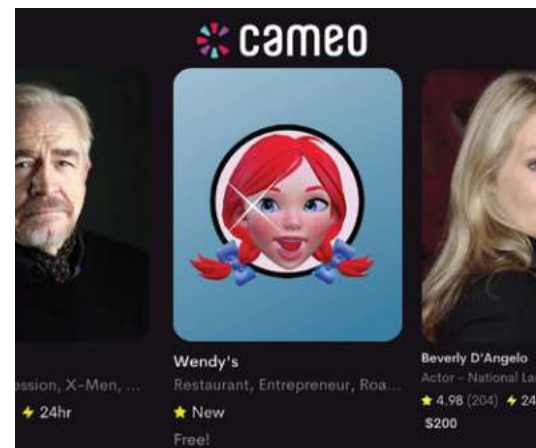 cameo
Wendy's
Restaurant, Entrepreneur, Roa...
★ New
Free!
ession, X-Men, ...
24hr
Beverly D'Angelo
Actor - National La
★ 4.98 (204) 24
$200